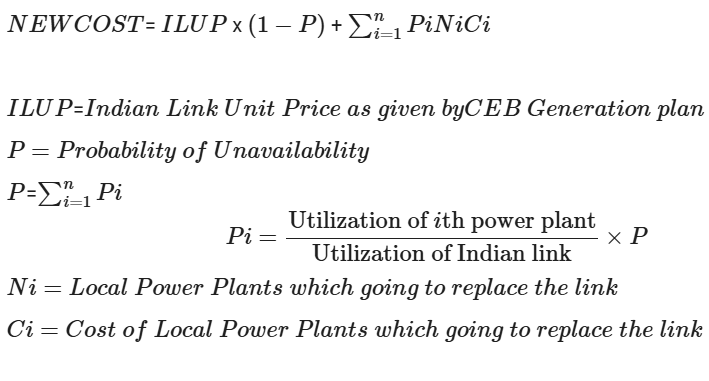 NEWCOST= ILUP x (1 − P) + ∑ⁿᵢ₌₁ PiNiCi
ILUP=Indian Link Unit Price as given byCEB Generation plan
P = Probability of Unavailability
P=∑ⁿᵢ₌₁ Pi
Pi = Utilization of ith power plant / Utilization of Indian link × P
Ni = Local Power Plants which going to replace the link
Ci = Cost of Local Power Plants which going to replace the link